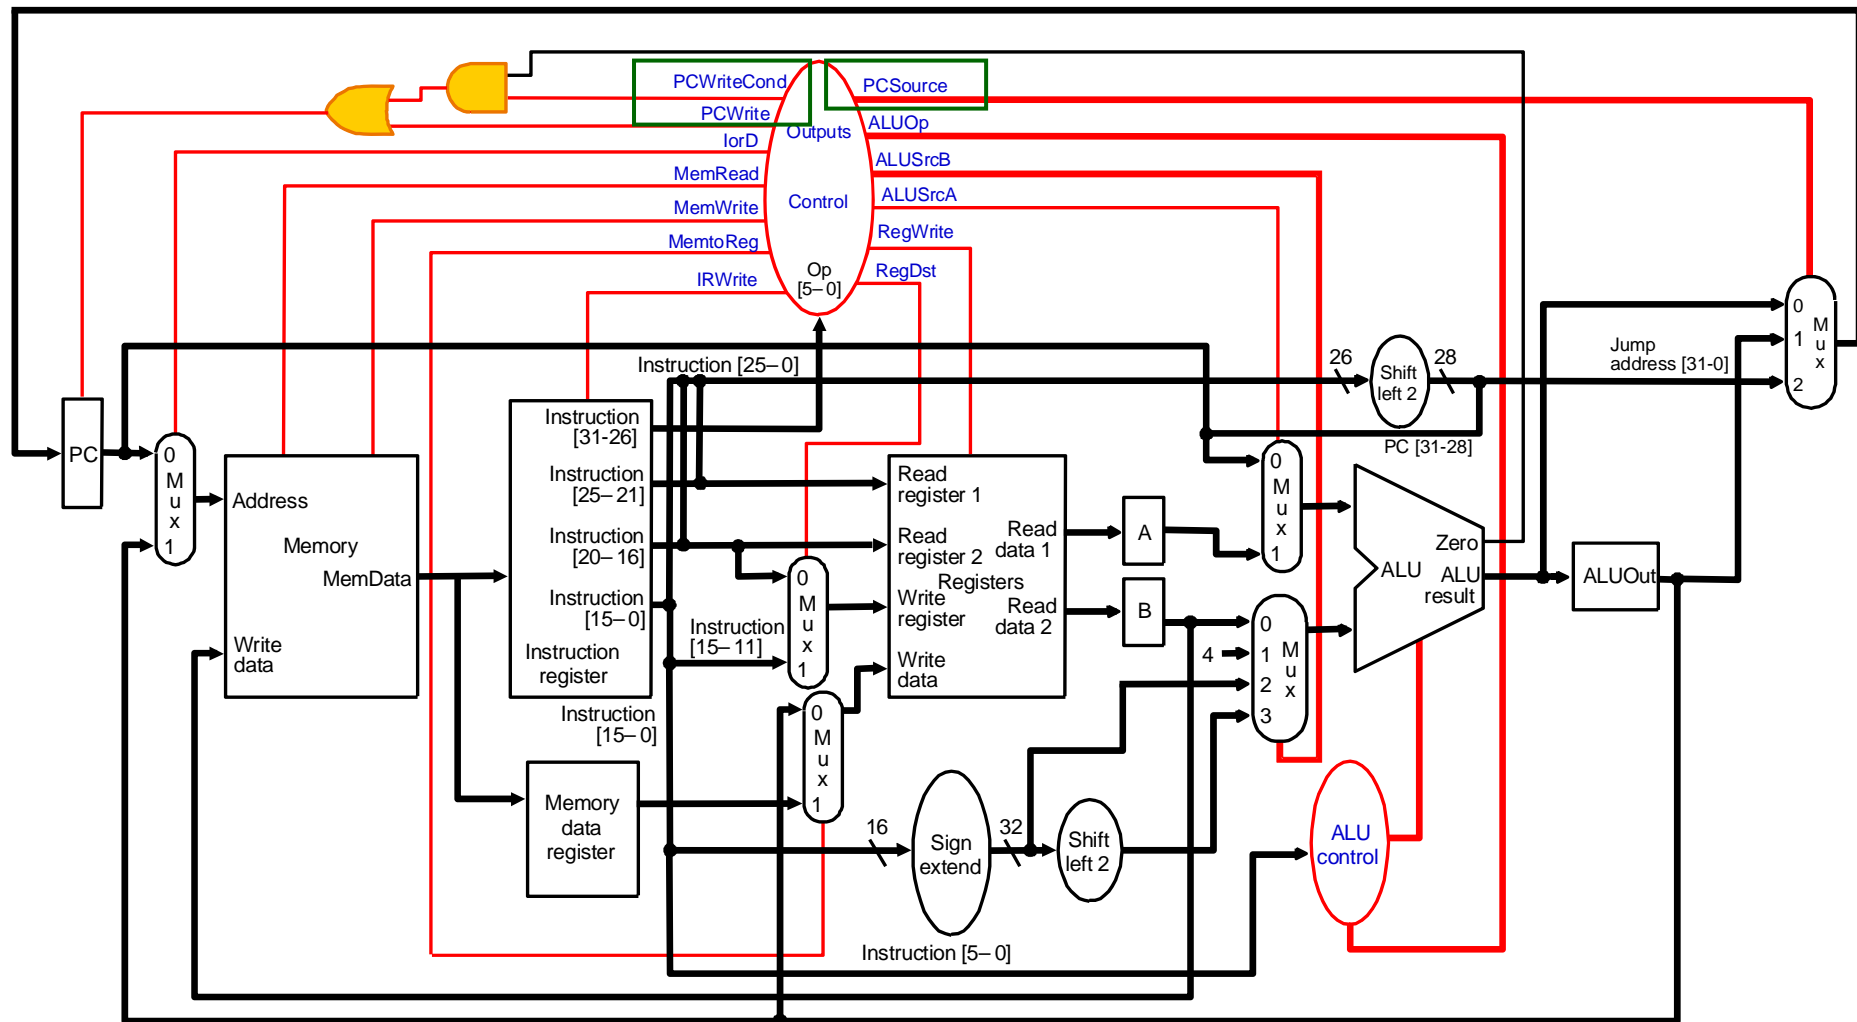 PCWriteCond
PCSource
PCWrite
Outputs
ALUOp
IorD
ALUSrcB
MemRead
ALUSrcA
Control
MemWrite
RegWrite
MemtoReg
RegDst
Op
[5–0]
IRWrite
0
M
u
x
1
2
Jump
address [31-0]
26
28
Shift
left 2
Instruction [25–0]
PC [31-28]
PC
0
M
u
x
1
Address
Memory
MemData
Write
data
Instruction
[31-26]
Instruction
[25–21]
Instruction
[20–16]
Instruction
[15–0]
Instruction
register
Instruction
[15–11]
Instruction
[15–0]
0
M
u
x
1
Read
register 1
Read
register 2
Registers
Write
register
Write
data
Read
data 1
Read
data 2
A
B
0
M
u
x
1
0
4
1
M
u
x
2
3
Zero
ALU
ALU
result
ALUOut
0
M
u
x
1
Memory
data
register
16
Sign
extend
32
Shift
left 2
ALU
control
Instruction [5–0]